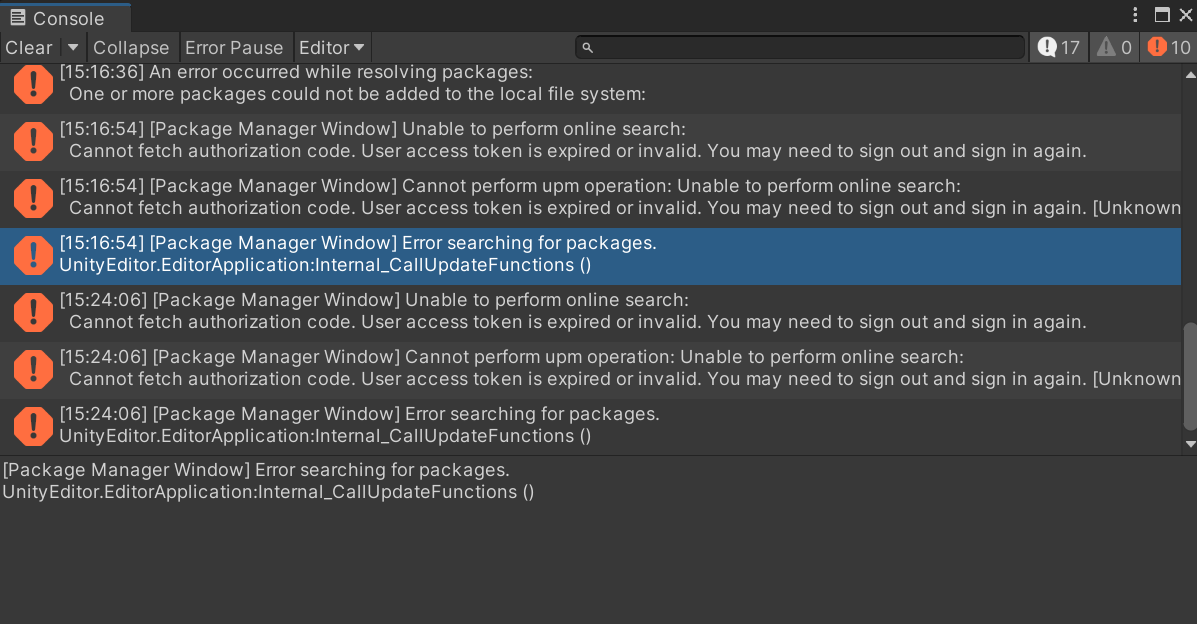 Console
Clear Collapse Error Pause Editor 17 0 10
[15:16:36] An error occurred while resolving packages:
One or more packages could not be added to the local file system:
[15:16:54] [Package Manager Window] Unable to perform online search:
Cannot fetch authorization code. User access token is expired or invalid. You may need to sign out and sign in again.
[15:16:54] [Package Manager Window] Cannot perform upm operation: Unable to perform online search:
Cannot fetch authorization code. User access token is expired or invalid. You may need to sign out and sign in again. [Unknown
[15:16:54] [Package Manager Window] Error searching for packages.
UnityEditor.EditorApplication:Internal_CallUpdateFunctions ()
[15:24:06] [Package Manager Window] Unable to perform online search:
Cannot fetch authorization code. User access token is expired or invalid. You may need to sign out and sign in again.
[15:24:06] [Package Manager Window] Cannot perform upm operation: Unable to perform online search:
Cannot fetch authorization code. User access token is expired or invalid. You may need to sign out and sign in again. [Unknown
[15:24:06] [Package Manager Window] Error searching for packages.
UnityEditor.EditorApplication:Internal_CallUpdateFunctions ()
[Package Manager Window] Error searching for packages.
UnityEditor.EditorApplication:Internal_CallUpdateFunctions ()